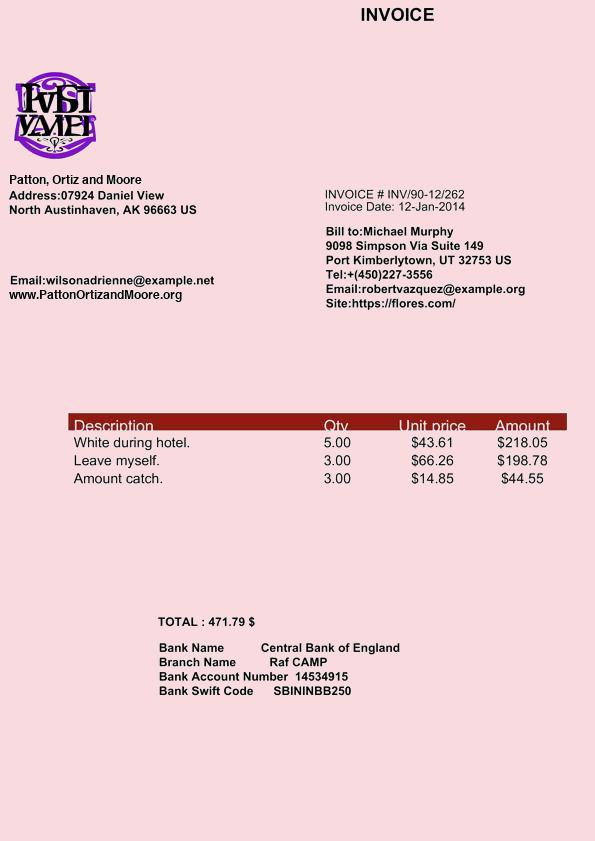 INVOICE
Patton, Ortiz and Moore
Address:07924 Daniel View
North Austinhaven, AK 96663 US
INVOICE # INV/90-12/262
Invoice Date: 12-Jan-2014
Bill to:Michael Murphy
9098 Simpson Via Suite 149
Port Kimberlytown, UT 32753 US
Tel:+(450)227-3556
Email:robertvazquez@example.org
Site:https://flores.com/
Email:wilsonadrienne@example.net
www.PattonOrtizandMoore.org
Description Qty Unit price Amount
White during hotel. 5.00 $43.61 $218.05
Leave myself. 3.00 $66.26 $198.78
Amount catch. 3.00 $14.85 $44.55
TOTAL : 471.79 $
Bank Name Central Bank of England
Branch Name Raf CAMP
Bank Account Number 14534915
Bank Swift Code SBININBB250